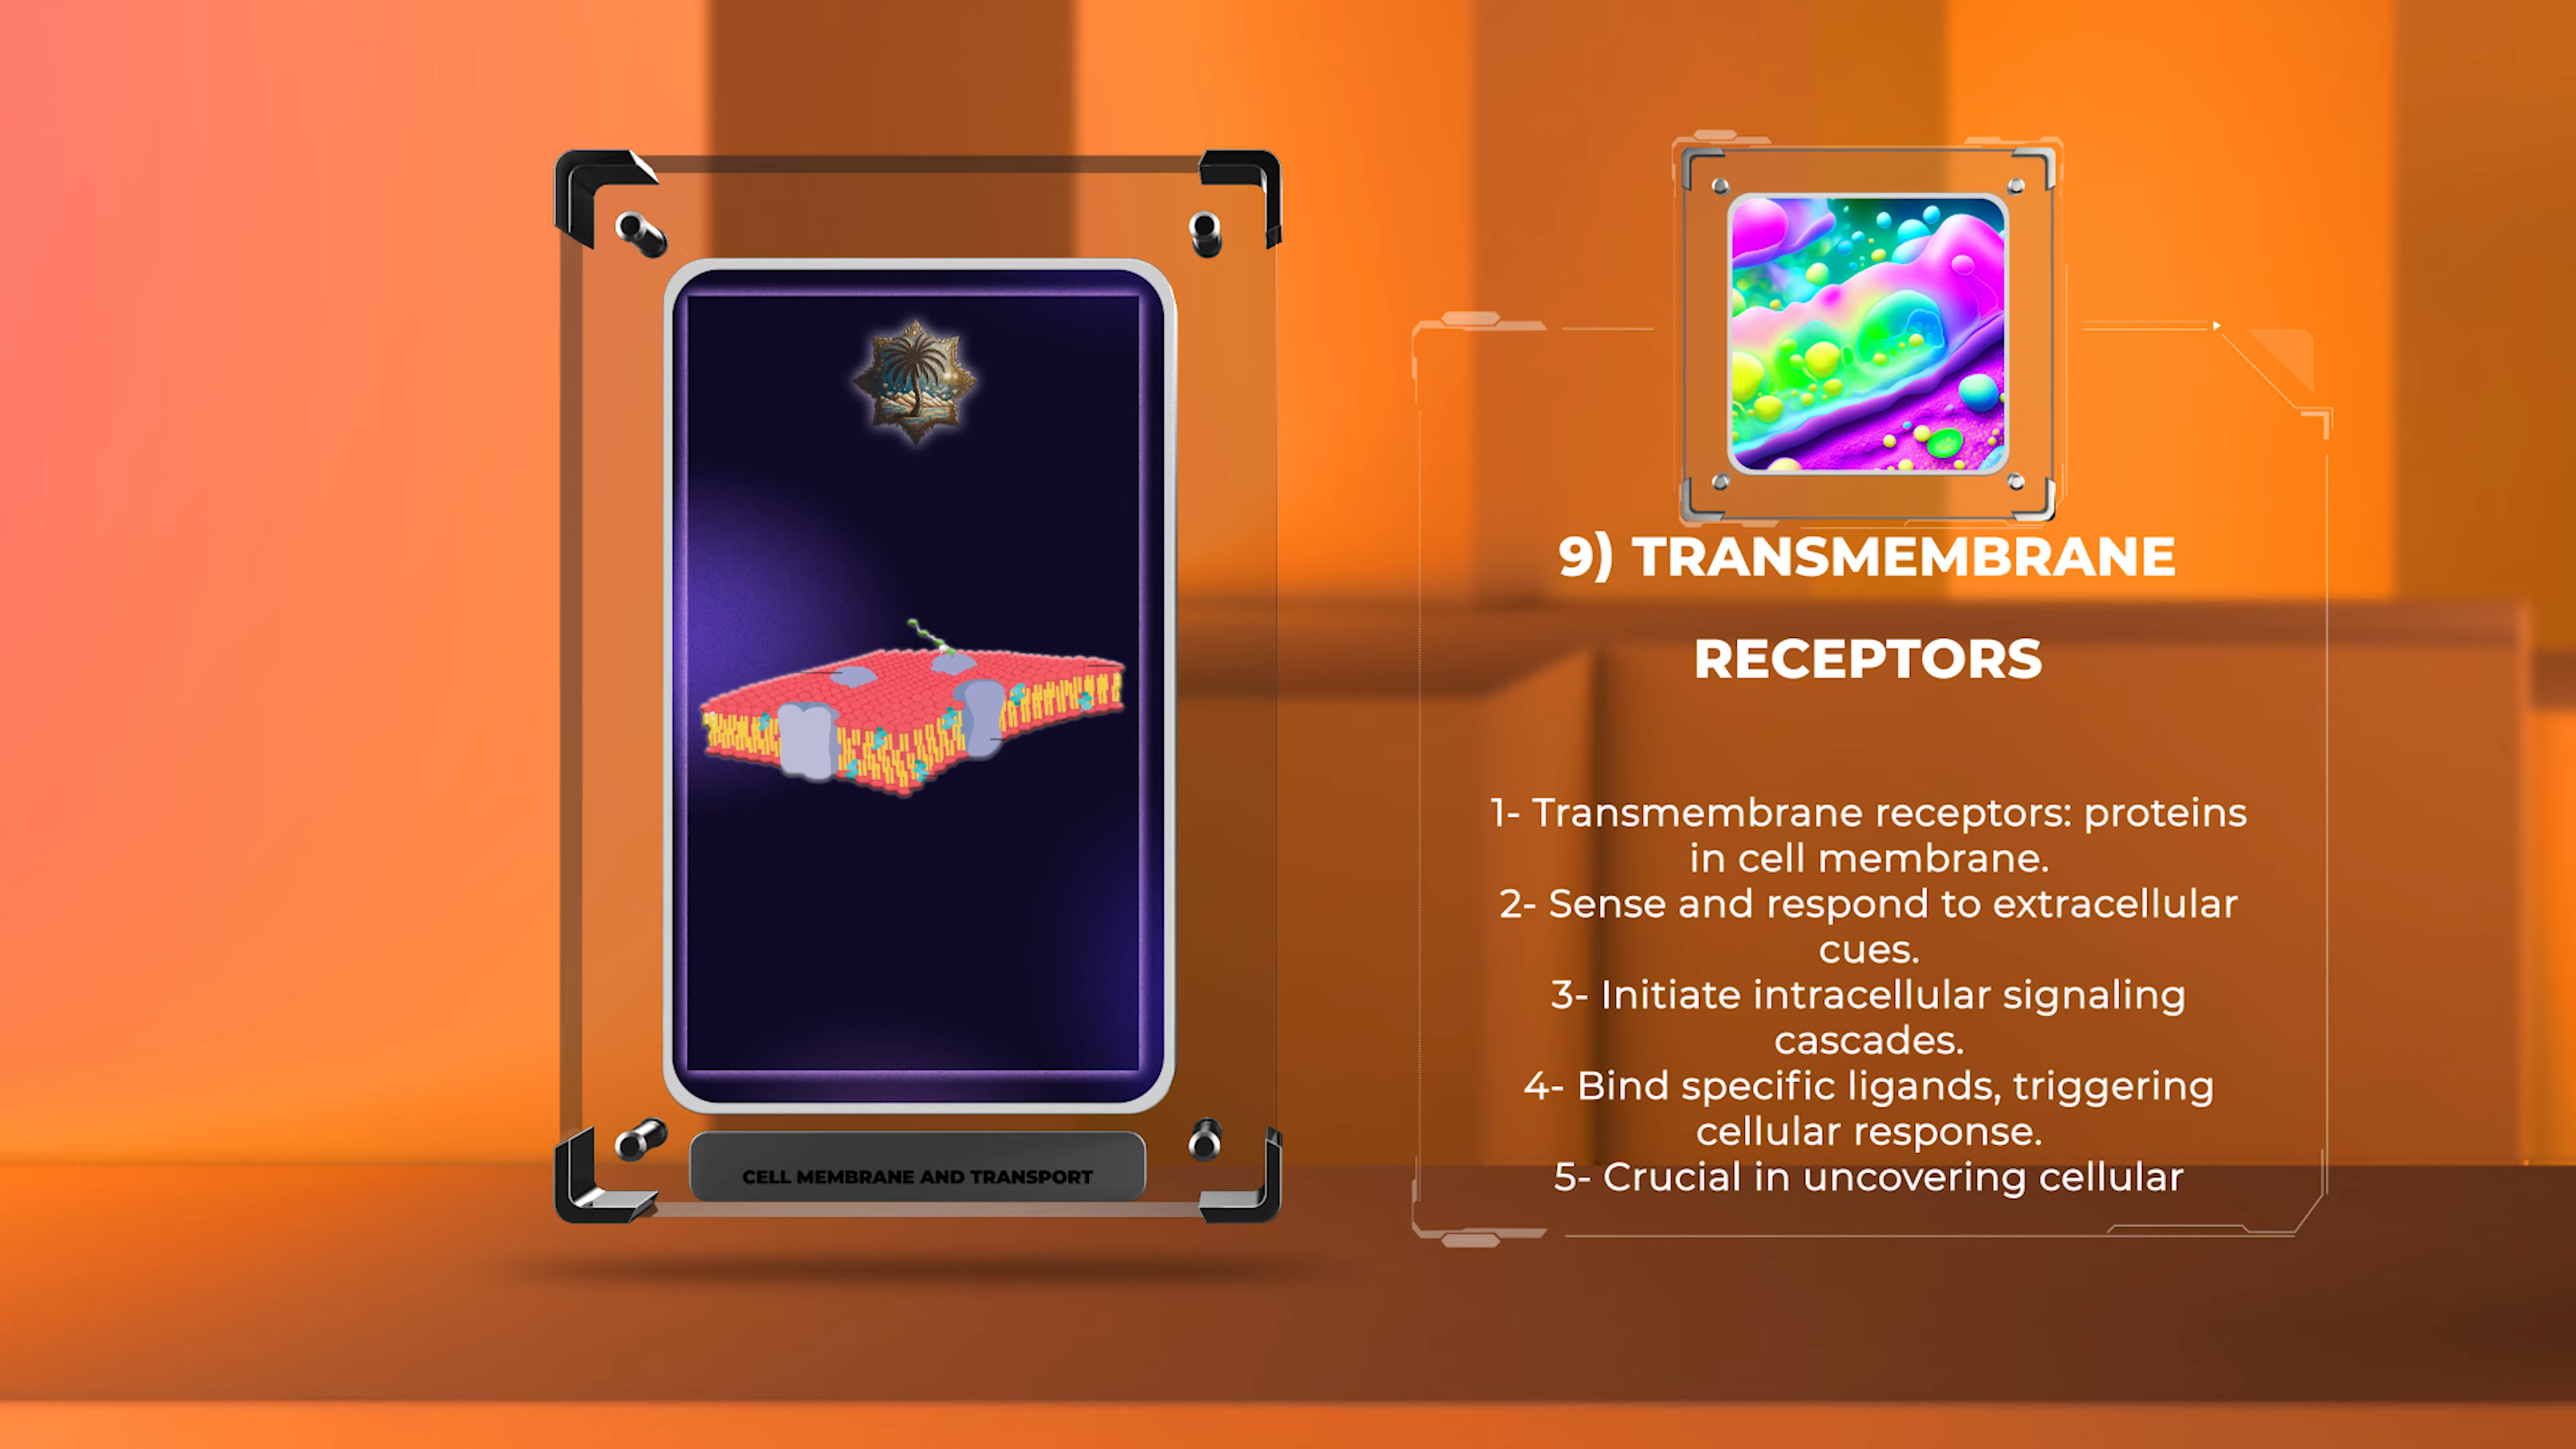 9) TRANSMEMBRANE
RECEPTORS
1- Transmembrane receptors: proteins
in cell membrane.
2- Sense and respond to extracellular
cues.
3- Initiate intracellular signaling
cascades.
4- Bind specific ligands, triggering
cellular response.
5- Crucial in uncovering cellular
CELL MEMBRANE AND TRANSPORT